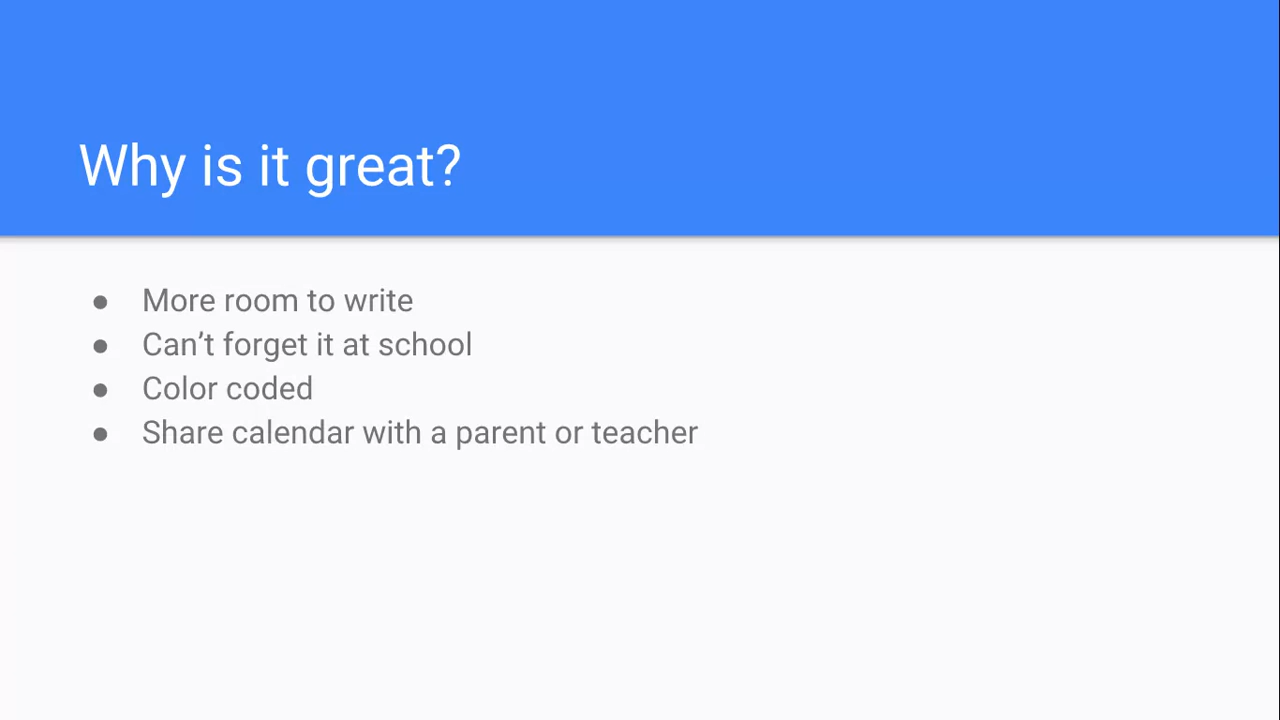 Why is it great?
● More room to write
● Can’t forget it at school
● Color coded
● Share calendar with a parent or teacher